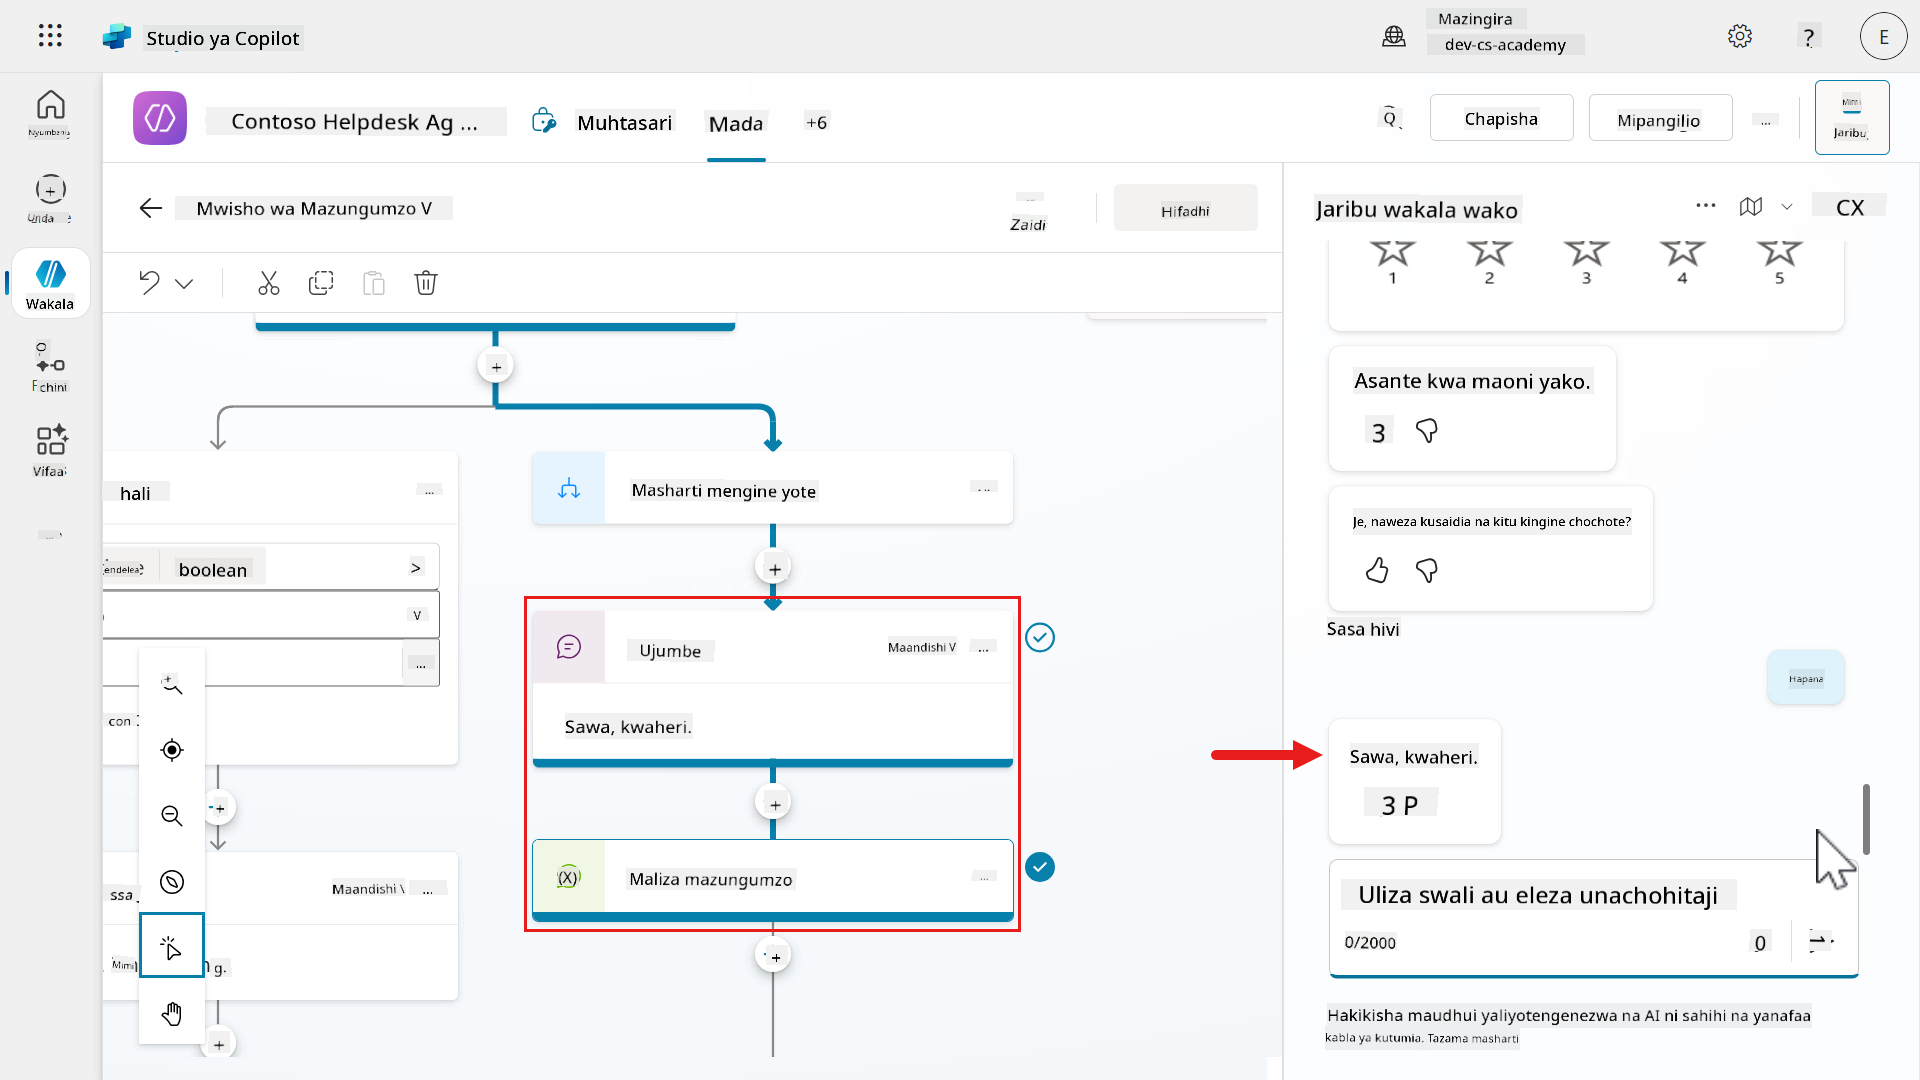 Studio ya Copilot
Mazingira
dev-cs-academy
?
E
Nyumbani
Contoso Helpdesk Ag ...
Muhtasari
Mada
+6
Chapisha
Mipangilio
...
Mimi
Jaribu
Unda
Mwisho wa Mazungumzo V
Zaidi
Hifadhi
Jaribu wakala wako
CX
Wakala
1
2
3
4
5
Asante kwa maoni yako.
3
Je, naweza kusaidia na kitu kingine chochote?
Sasa hivi
Hapana
Sawa, kwaheri.
3 P
Uliza swali au eleza unachohitaji
0/2000
0
Hakikisha maudhui yaliyotengenezwa na AI ni sahihi na yanafaa
kabla ya kutumia. Tazama masharti
chini
Vifaa
hali
...
Masharti mengine yote
endelea
boolean
>
V
...
con
Ujumbe
Maandishi V
...
Sawa, kwaheri.
(X)
Maliza mazungumzo
...
ssa
Maandishi V
...
Mimi
g.